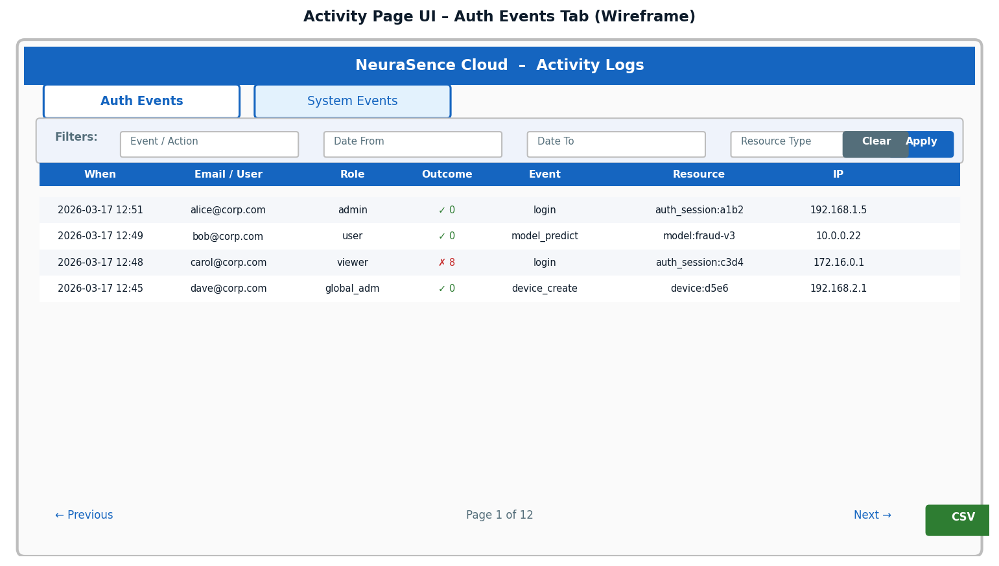 Activity Page UI – Auth Events Tab (Wireframe)
NeuraSence Cloud – Activity Logs
Auth Events System Events
Filters: Event / Action Date From Date To Resource Type Clear Apply
When Email / User Role Outcome Event Resource IP
2026-03-17 12:51 alice@corp.com admin ✓ 0 login auth_session:a1b2 192.168.1.5
2026-03-17 12:49 bob@corp.com user ✓ 0 model_predict model:fraud-v3 10.0.0.22
2026-03-17 12:48 carol@corp.com viewer ✗ 8 login auth_session:c3d4 172.16.0.1
2026-03-17 12:45 dave@corp.com global_adm ✓ 0 device_create device:d5e6 192.168.2.1
← Previous Page 1 of 12 Next → CSV